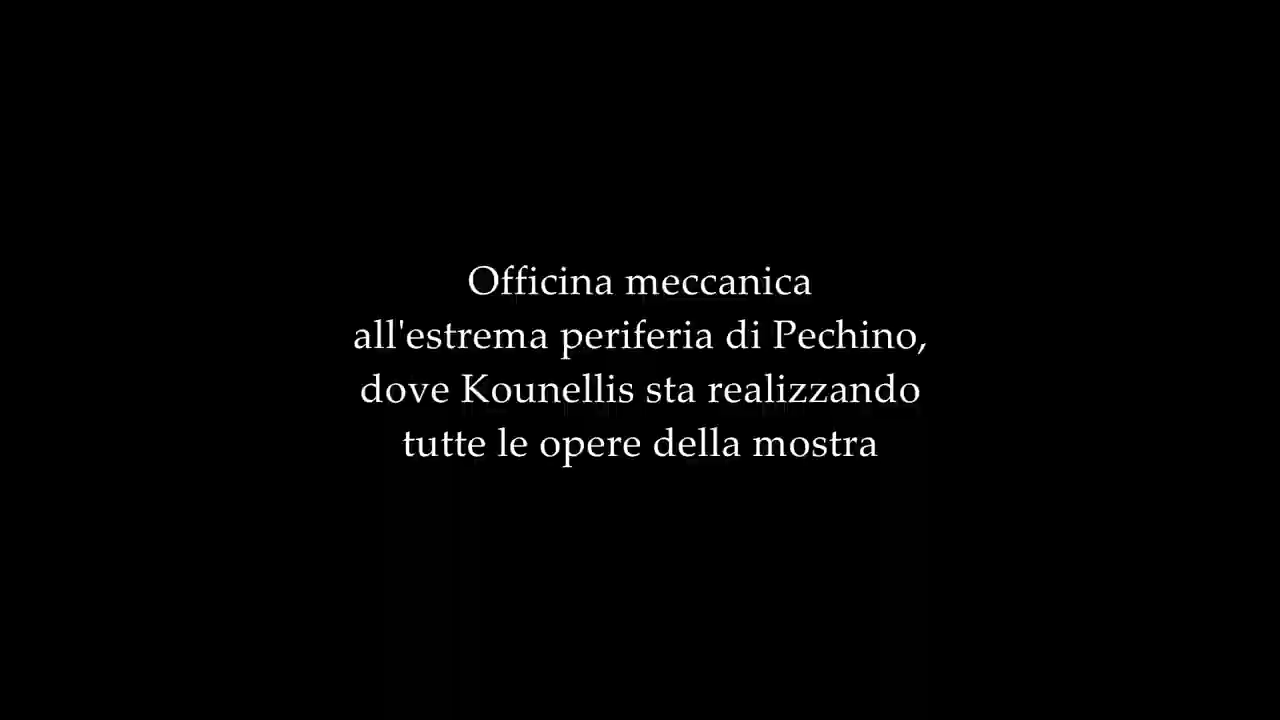 Officina meccanica
all'estrema periferia di Pechino,
dove Kounellis sta realizzando
tutte le opere della mostra